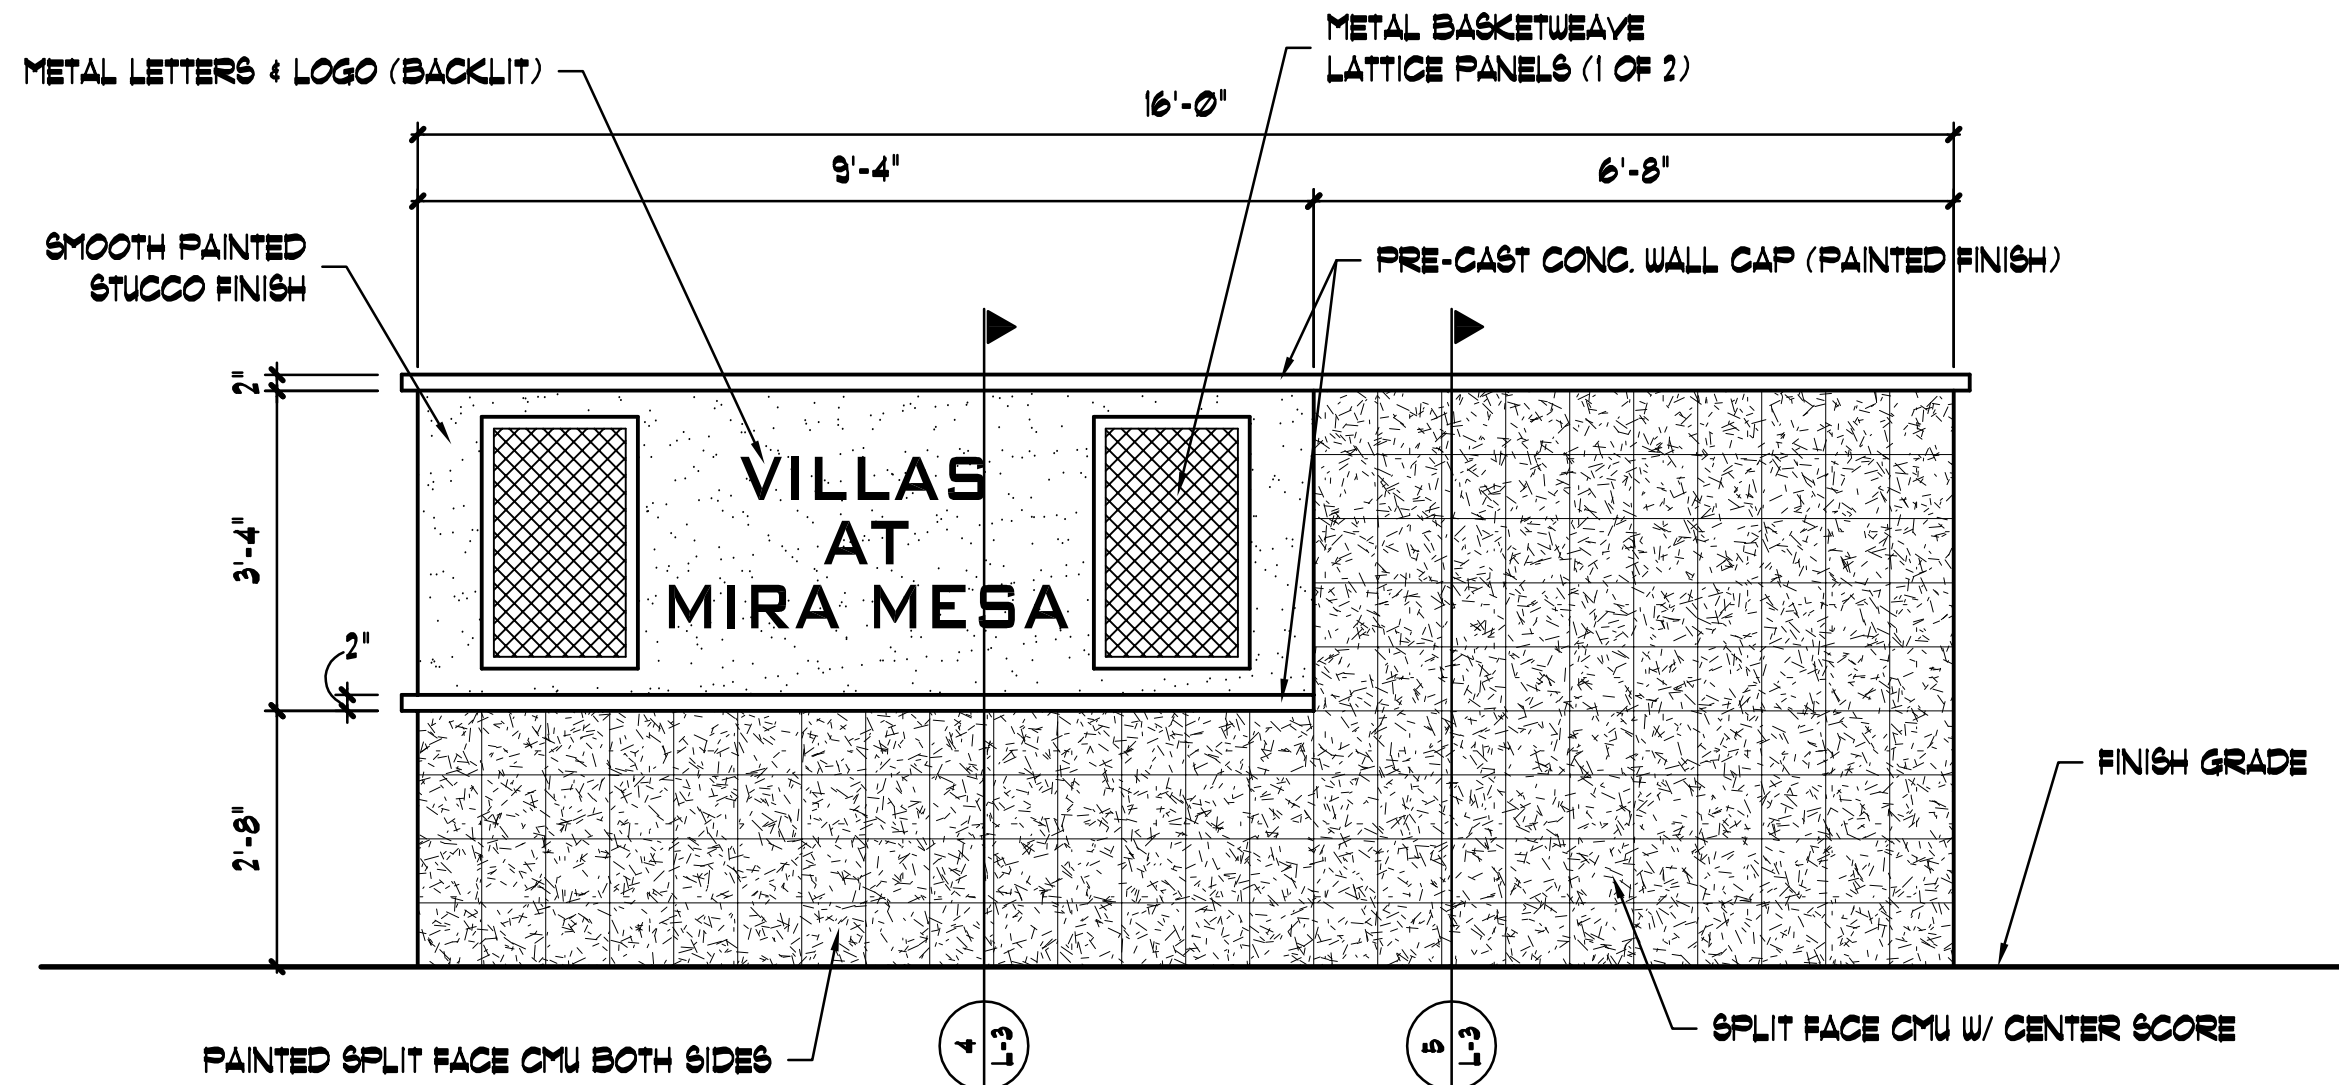 METAL BASKETWEAVE
LATTICE PANELS (1 OF 2)
METAL LETTERS & LOGO (BACKLIT)
16'-0"
9'-4"
6'-8"
SMOOTH PAINTED
STUCCO FINISH
PRE-CAST CONC. WALL CAP (PAINTED FINISH)
2"
3'-4"
2"
2'-8"
VILLAS
AT
MIRA MESA
FINISH GRADE
PAINTED SPLIT FACE CMU BOTH SIDES
4
L-3
5
L-3
SPLIT FACE CMU W/ CENTER SCORE